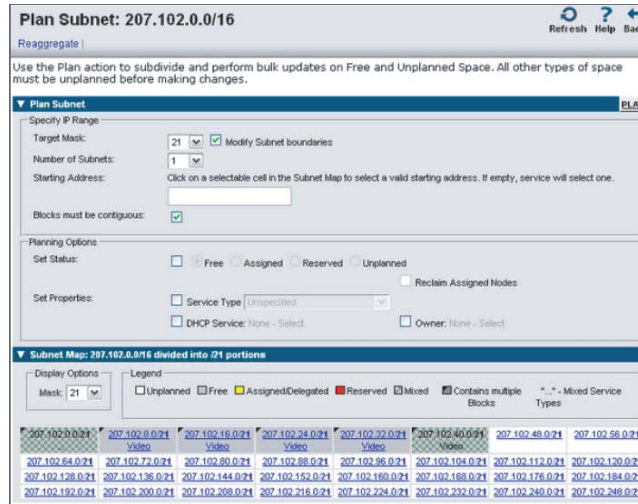 Plan Subnet: 207.102.0.0/16
Refresh Help Bac
Reaggregate |
Use the Plan action to subdivide and perform bulk updates on Free and Unplanned Space. All other types of space
must be unplanned before making changes.
▼ Plan Subnet PLA
Specify IP Range
Target Mask: 21 Modify Subnet boundaries
Number of Subnets: 1
Starting Address: Click on a selectable cell in the Subnet Map to select a valid starting address. If empty, service will select one.
Blocks must be contiguous:
Planning Options
Set Status: Free Assigned Reserved Unplanned
Reclaim Assigned Nodes
Set Properties: Service Type Unspecified
DHCP Service: None - Select Owner: None - Select
▼ Subnet Map: 207.102.0.0/16 divided into /21 portions
Display Options Legend
Mask: 21 Unplanned Free Assigned/Delegated Reserved Mixed Contains multiple "..." - Mixed Service
Blocks Types
207.102.0.0/21 207.102.8.0/21 207.102.16.0/21 207.102.24.0/21 207.102.32.0/21 207.102.40.0/21 207.102.48.0/21 207.102.56.0/21
Video Video Video Video Video
207.102.64.0/21 207.102.72.0/21 207.102.80.0/21 207.102.88.0/21 207.102.96.0/21 207.102.104.0/21 207.102.112.0/21 207.102.120.0/2
207.102.128.0/21 207.102.136.0/21 207.102.144.0/21 207.102.152.0/21 207.102.160.0/21 207.102.168.0/21 207.102.176.0/21 207.102.184.0/
207.102.192.0/21 207.102.200.0/21 207.102.208.0/21 207.102.216.0/21 207.102.224.0/21 207.102.232.0/21 207.102.240.0/21 207.102.248.0/